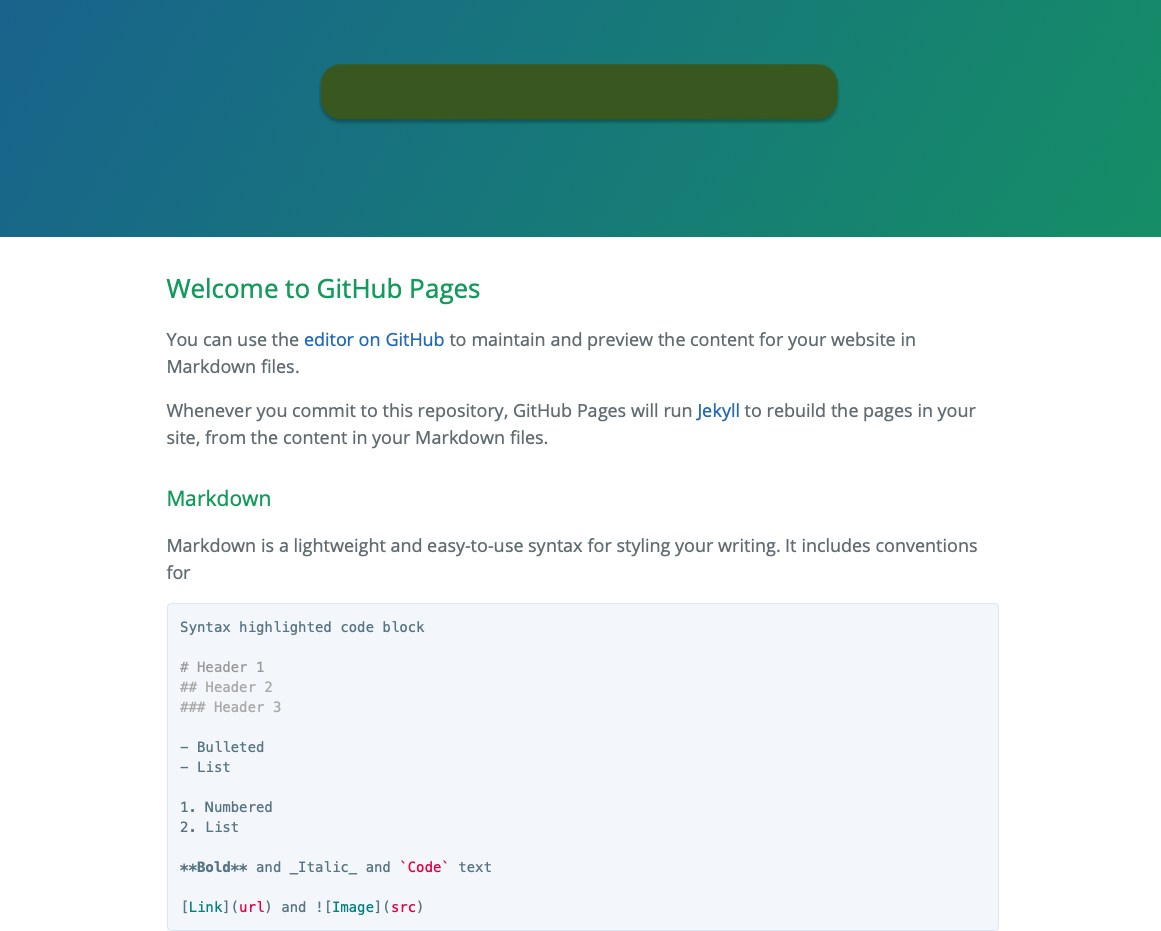 Welcome to GitHub Pages
You can use the editor on GitHub to maintain and preview the content for your website in
Markdown files.
Whenever you commit to this repository, GitHub Pages will run Jekyll to rebuild the pages in your
site, from the content in your Markdown files.
Markdown
Markdown is a lightweight and easy-to-use syntax for styling your writing. It includes conventions
for
Syntax highlighted code block
# Header 1
## Header 2
### Header 3
- Bulleted
- List
1. Numbered
2. List
**Bold** and _Italic_ and `Code` text
[Link](url) and ![Image](src)